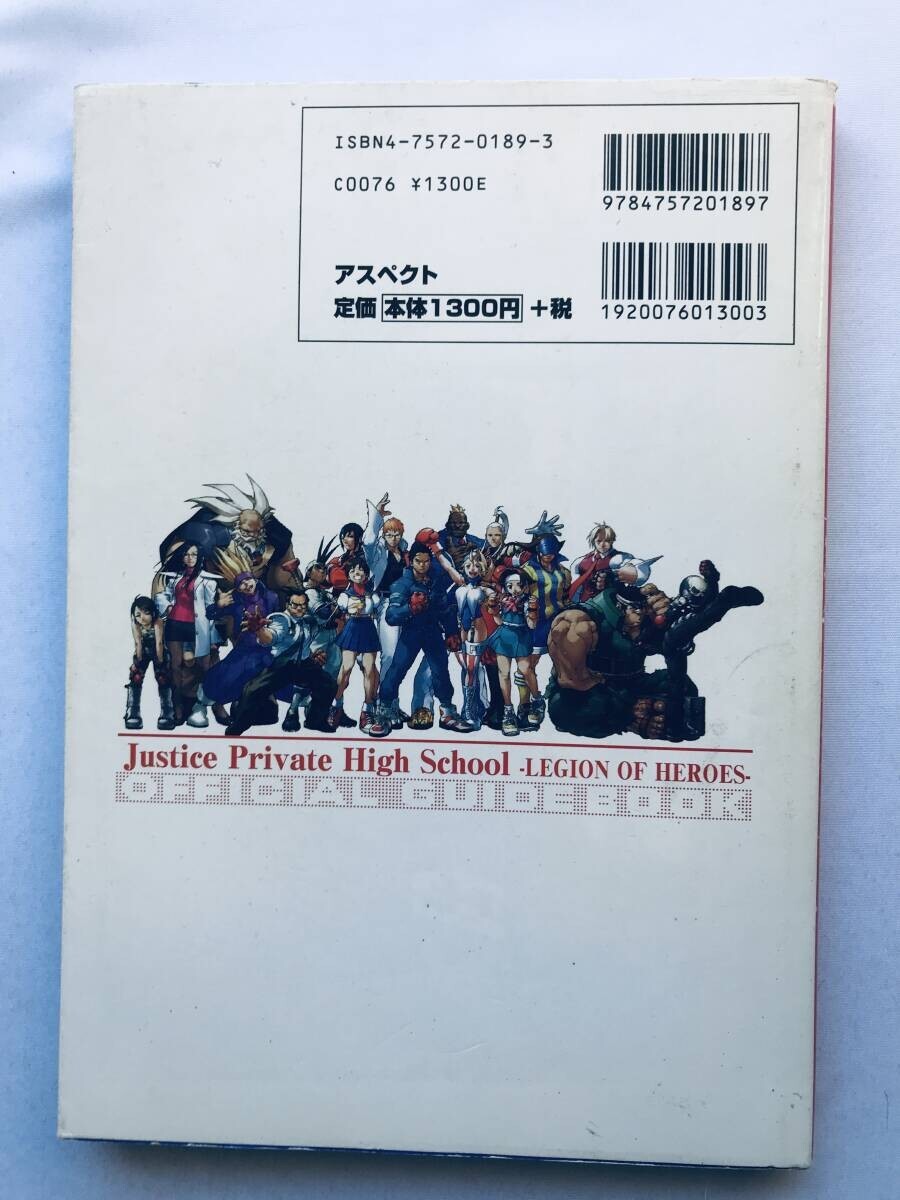 ISBN4-7572-0189-3
C0076 ¥1300E
9784757201897
アスペクト
定価 本体1300円 +税
1920076013003
Justice Private High School -LEGION OF HEROES-
OFFICIAL GUIDEBOOK